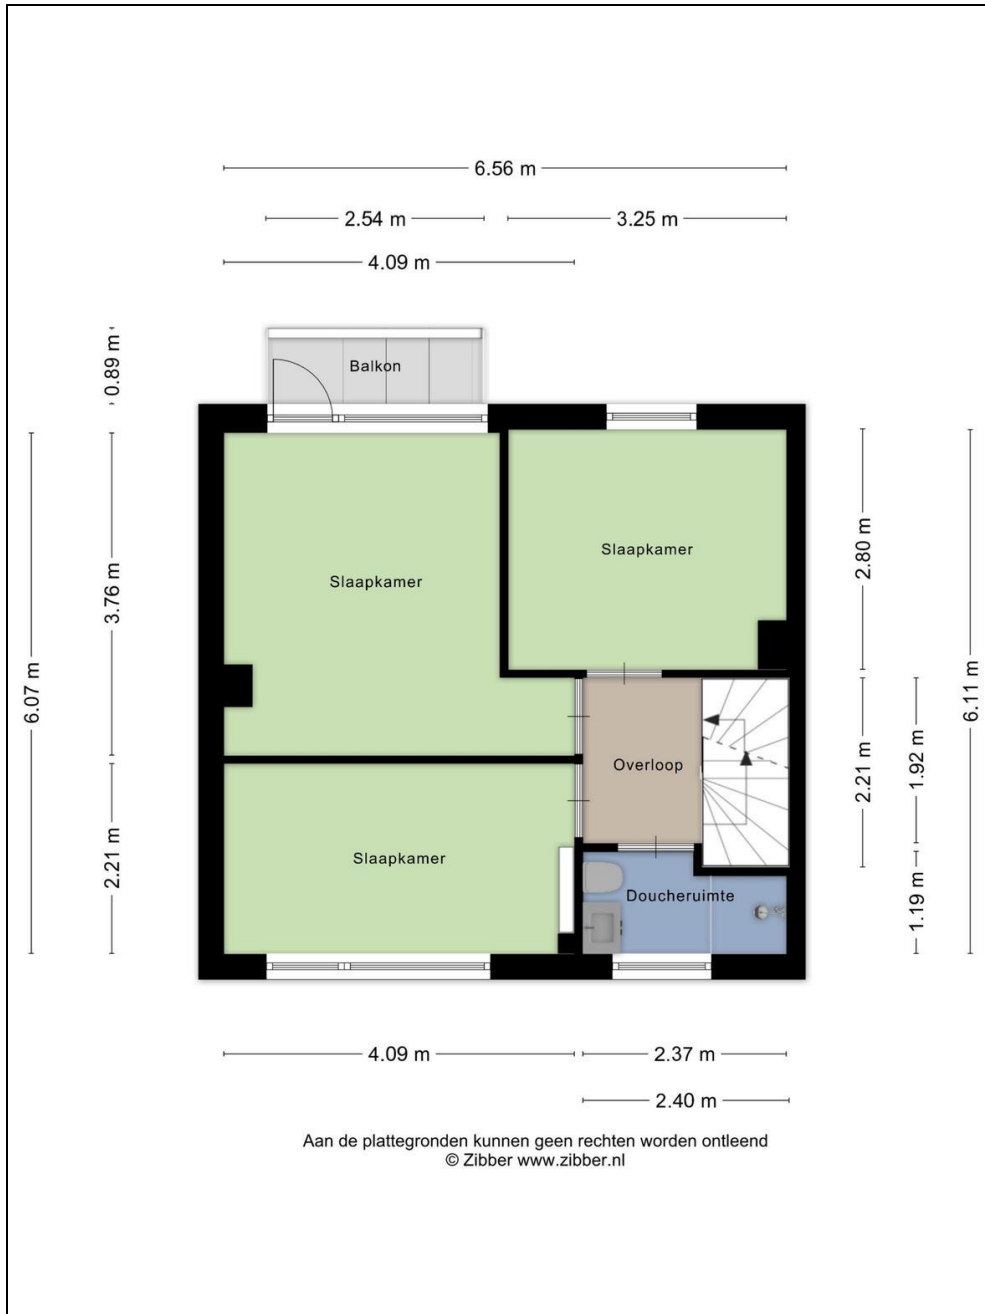 6.56 m
2.54 m
3.25 m
4.09 m
0.89 m
Balkon
3.76 m
6.07 m
2.21 m
Slaapkamer
Slaapkamer
2.80 m
6.11 m
Overloop
2.21 m
1.92 m
Slaapkamer
Doucheruimte
1.19 m
4.09 m
2.37 m
2.40 m
Aan de plattegronden kunnen geen rechten worden ontleend
© Zibber www.zibber.nl